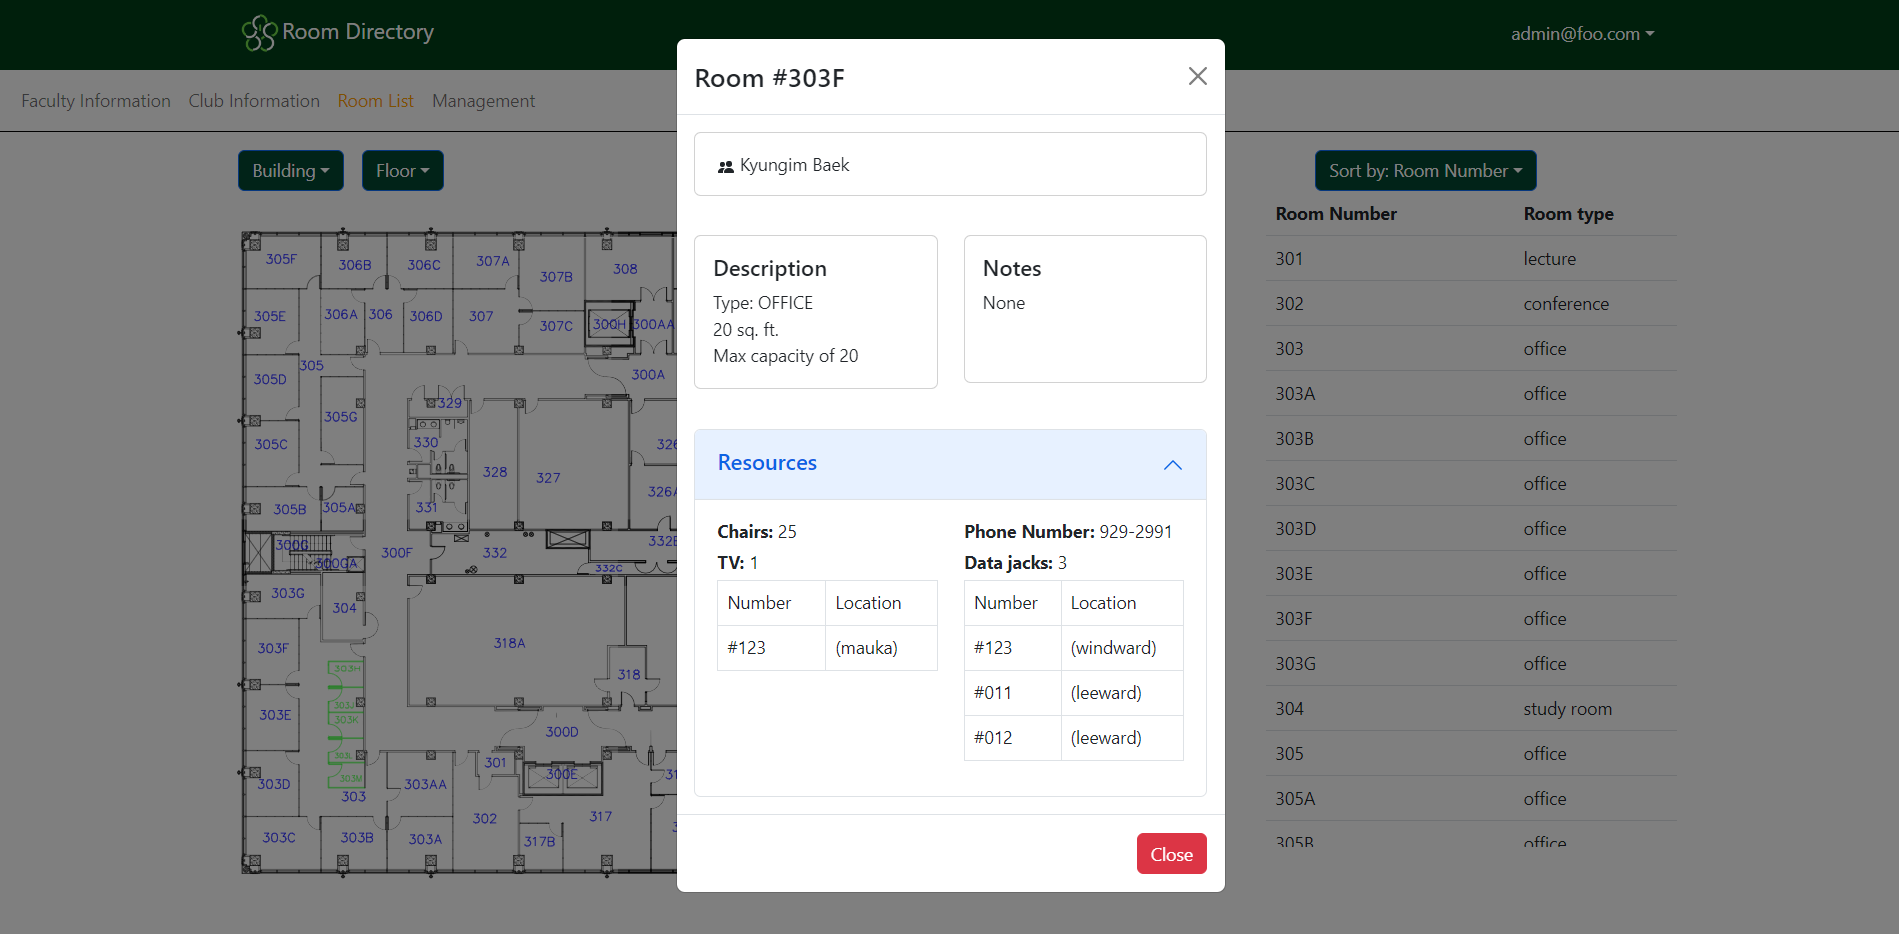 Room Directory
admin@foo.com
Faculty Information Club Information Room List Management
Building Floor
Sort by: Room Number
305F 306B 306C 307A 307B 308
305E 306A 306 306D 307 307C 300H 300AA
305D 305 300A
305G 329
305C 330 328 327
305B 305A 331
300G 300GA 300F 332 332C
303G 304
303F 303H 318A 318
303J
303E 303K 300D
303L 301 300E
303D 303M 303 303AA
303C 303B 303A 302 317B 317
Room #303F
Kyungim Baek
Description
Type: OFFICE
20 sq. ft.
Max capacity of 20
Notes
None
Resources
Chairs: 25
TV: 1
Number Location
#123 (mauka)
Phone Number: 929-2991
Data jacks: 3
Number Location
#123 (windward)
#011 (leeward)
#012 (leeward)
Close
Room Number Room type
301 lecture
302 conference
303 office
303A office
303B office
303C office
303D office
303E office
303F office
303G office
304 study room
305 office
305A office
305B office